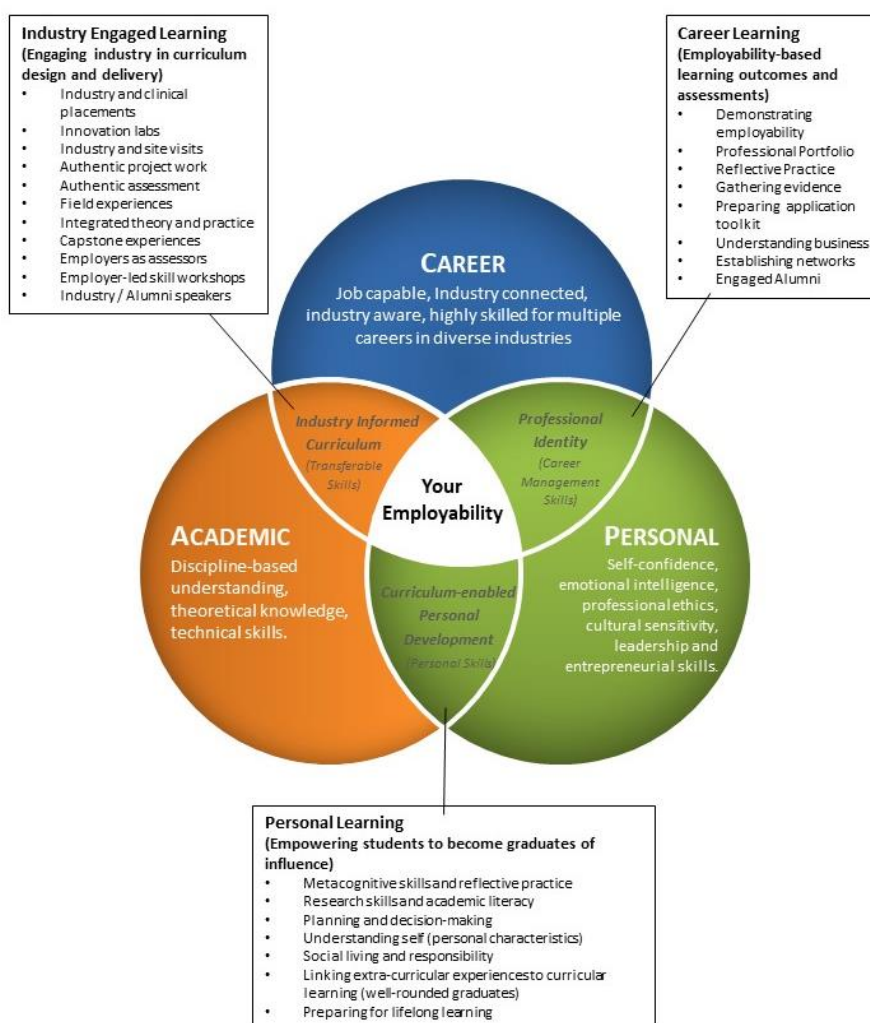 Industry Engaged Learning
(Engaging industry in curriculum
design and delivery)
• Industry and clinical
placements
• Innovation labs
• Industry and site visits
• Authentic project work
• Authentic assessment
• Field experiences
• Integrated theory and practice
• Capstone experiences
• Employers as assessors
• Employer-led skill workshops
• Industry / Alumni speakers
Career Learning
(Employability-based
learning outcomes and
assessments)
• Demonstrating
employability
• Professional Portfolio
• Reflective Practice
• Gathering evidence
• Preparing application
toolkit
• Understanding business
• Establishing networks
• Engaged Alumni
CAREER
Job capable, Industry connected,
industry aware, highly skilled for multiple
careers in diverse industries
Industry Informed
Curriculum
(Transferable
Skills)
Professional
Identity
(Career
Management
Skills)
Your
Employability
ACADEMIC
Discipline-based
understanding,
theoretical knowledge,
technical skills.
PERSONAL
Self-confidence,
emotional intelligence,
professional ethics,
cultural sensitivity,
leadership and
entrepreneurial skills.
Curriculum-enabled
Personal
Development
(Personal Skills)
Personal Learning
(Empowering students to become graduates of
influence)
• Metacognitive skills and reflective practice
• Research skills and academic literacy
• Planning and decision-making
• Understanding self (personal characteristics)
• Social living and responsibility
• Linking extra-curricular experiences to curricular
learning (well-rounded graduates)
• Preparing for lifelong learning